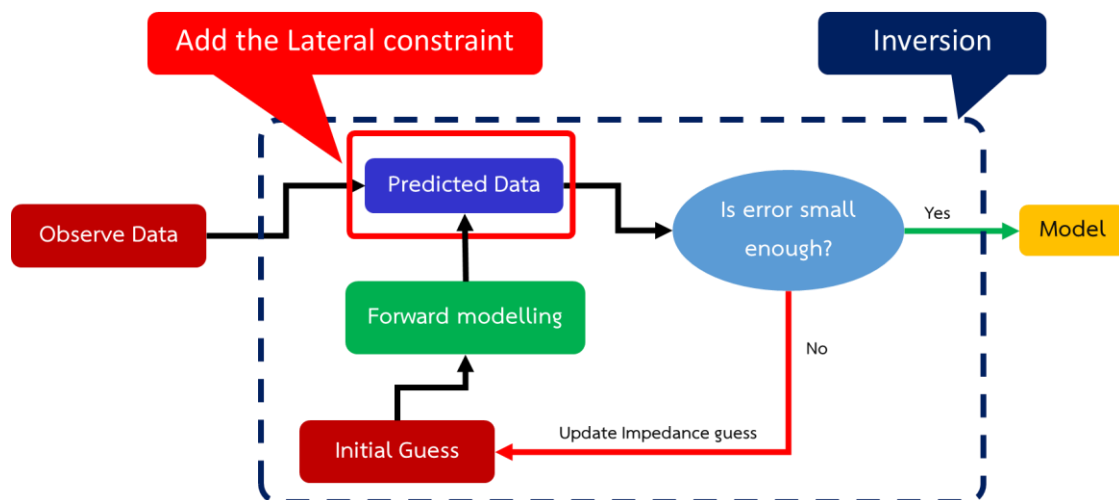 Add the Lateral constraint
Inversion
Predicted Data
Observe Data
Is error small
enough?
Yes
Model
Forward modelling
No
Initial Guess
Update Impedance guess